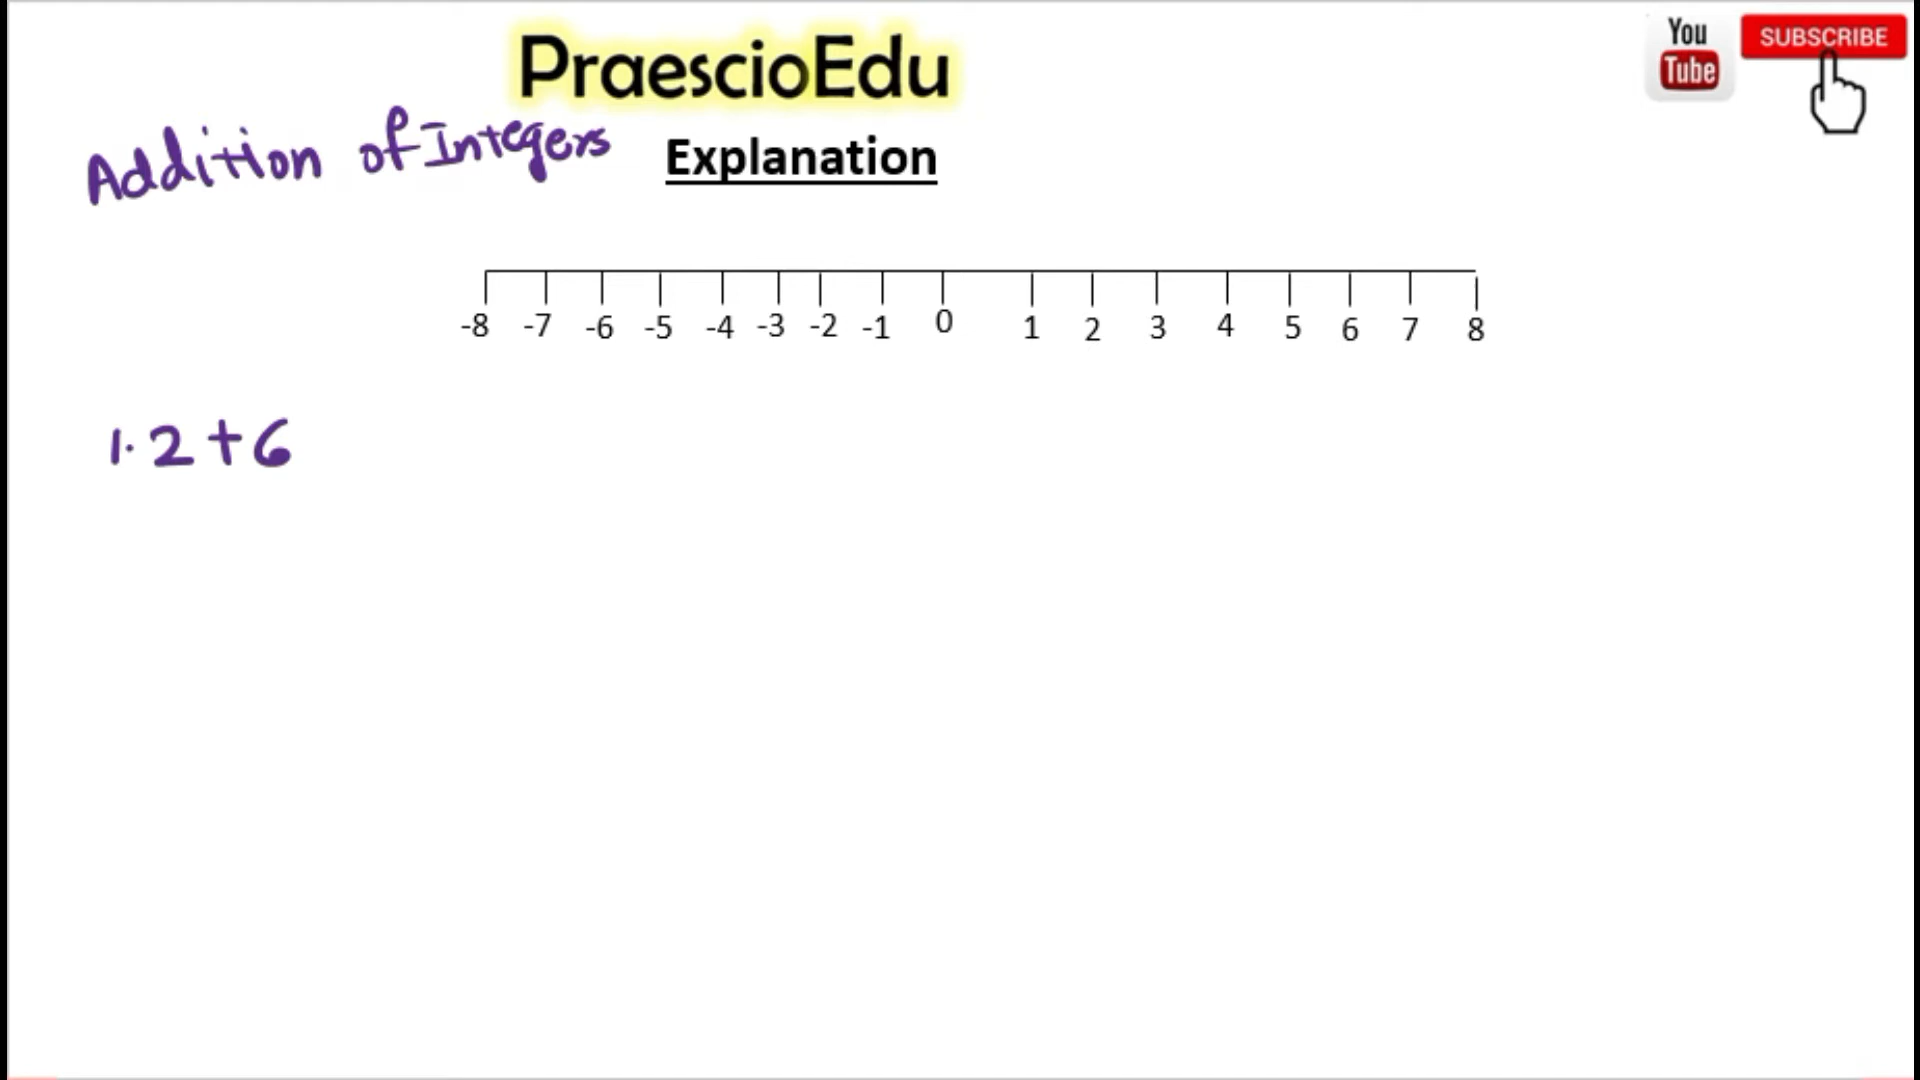 PraescioEdu
You Tube SUBSCRIBE
Addition of Integers Explanation
-8 -7 -6 -5 -4 -3 -2 -1 0 1 2 3 4 5 6 7 8
1. 2+6